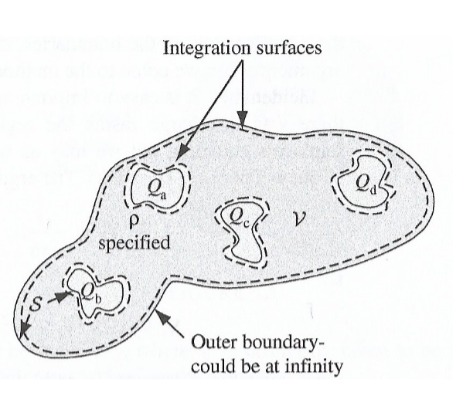 Integration surfaces
Qa
Qd
ρ
specified
Qc
𝒱
S
Qb
Outer boundary-
could be at infinity